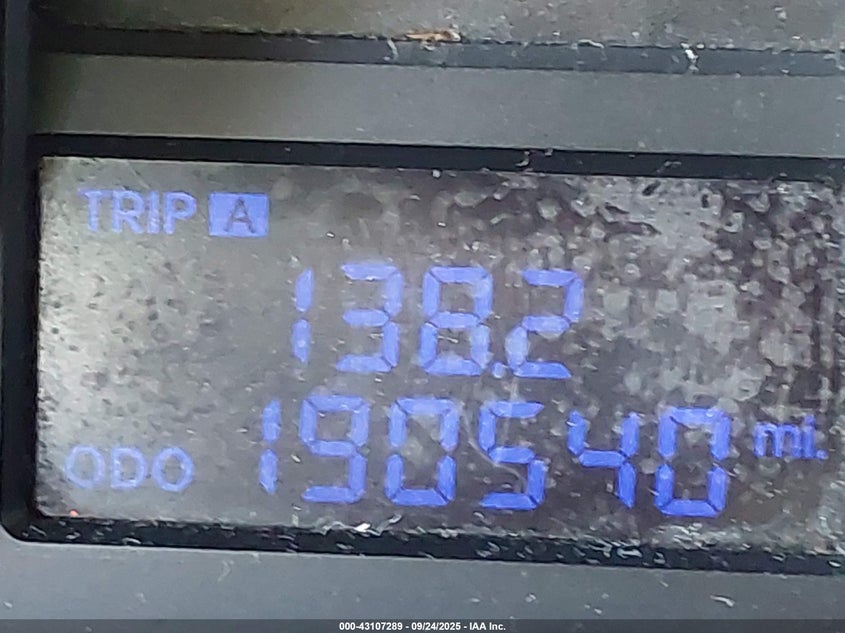 TRIP A
138.2
ODO 190540 mi.
000-43107289 - 09/24/2025 - IAA Inc.